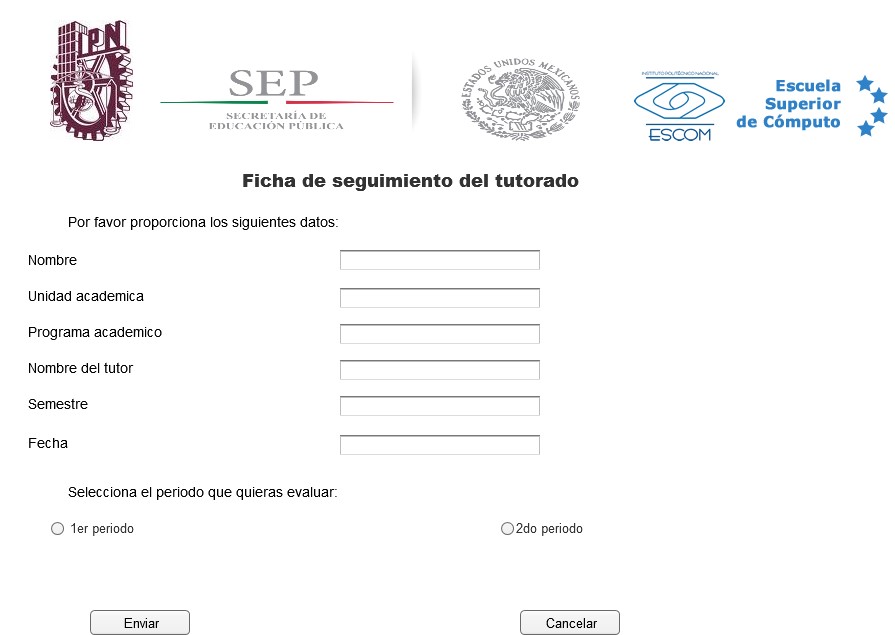 IPN
SEP
SECRETARÍA DE
EDUCACIÓN PÚBLICA
ESTADOS UNIDOS MEXICANOS
INSTITUTO POLITÉCNICO NACIONAL
ESCOM
Escuela
Superior
de Cómputo
Ficha de seguimiento del tutorado
Por favor proporciona los siguientes datos:
Nombre
Unidad academica
Programa academico
Nombre del tutor
Semestre
Fecha
Selecciona el periodo que quieras evaluar:
1er periodo 2do periodo
Enviar Cancelar